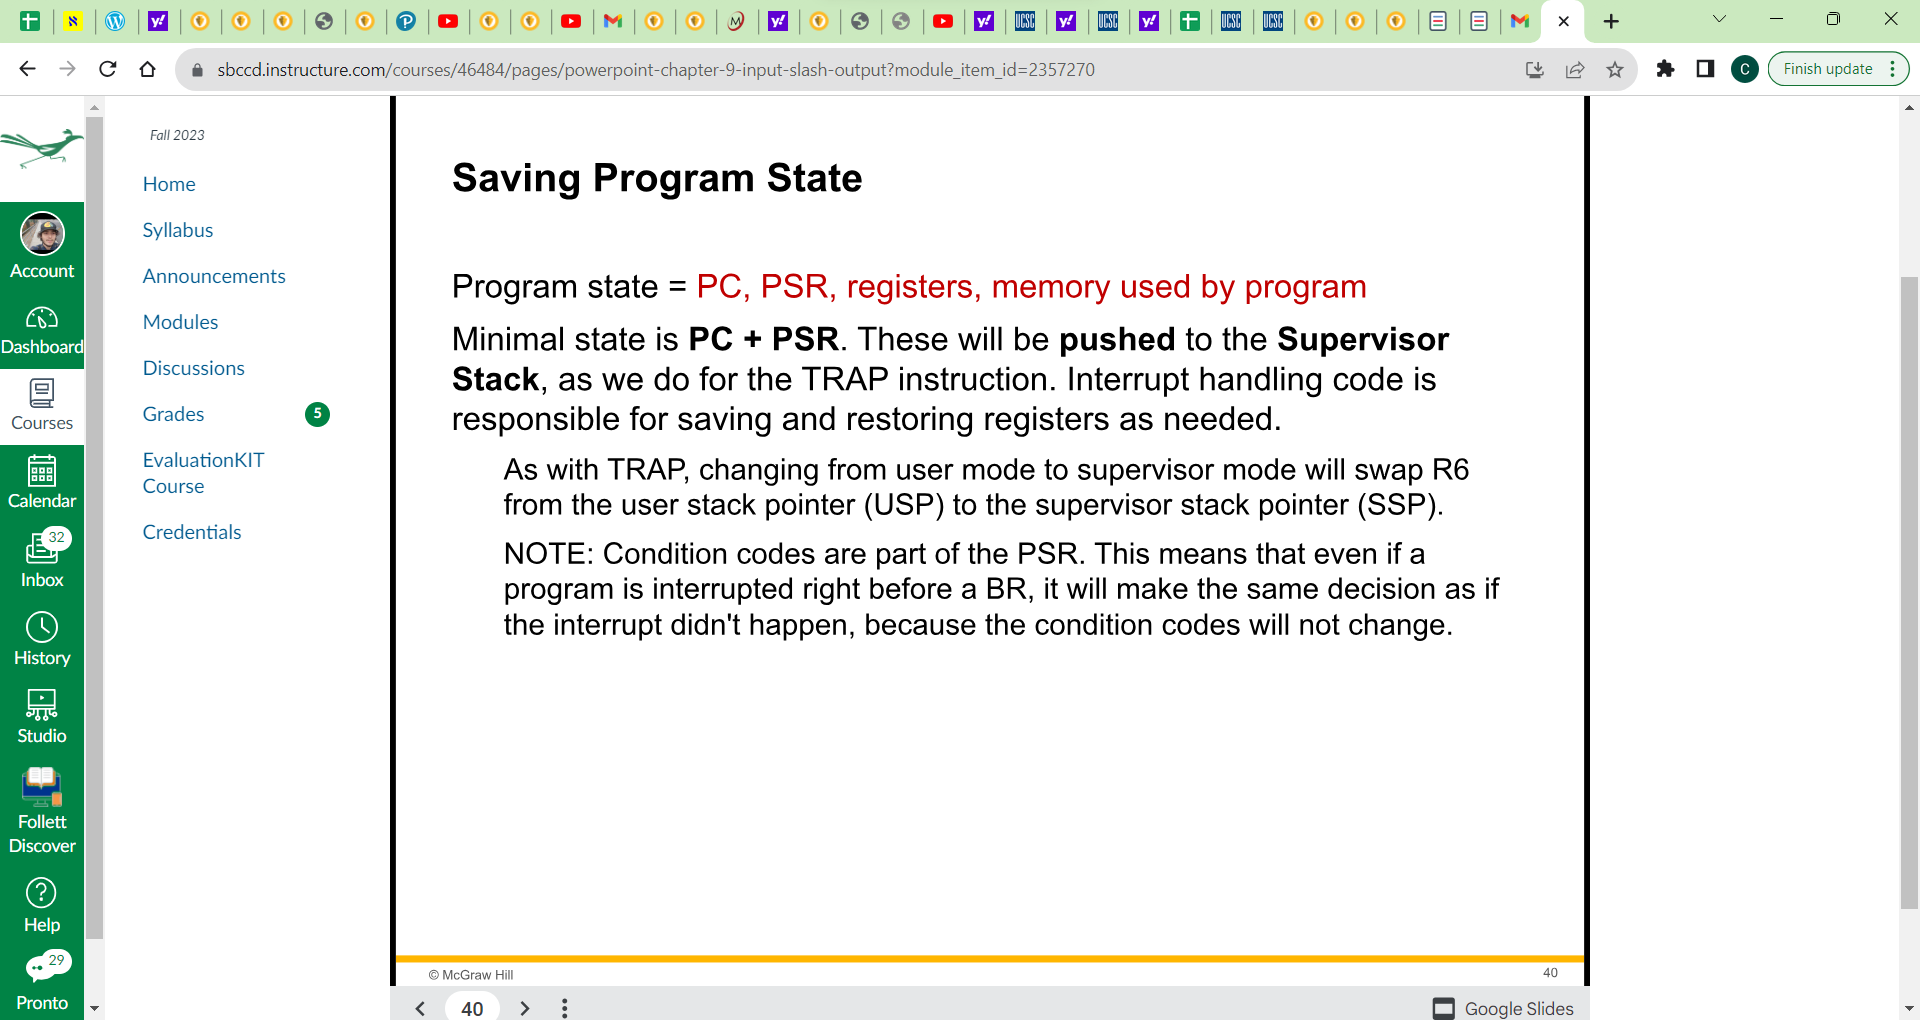 sbccd.instructure.com/courses/46484/pages/powerpoint-chapter-9-input-slash-output?module_item_id=2357270
C
Finish update
Account
Dashboard
Courses
Calendar
32
Inbox
History
Studio
Follett
Discover
Help
29
Pronto
Fall 2023
Home
Syllabus
Announcements
Modules
Discussions
Grades
5
EvaluationKIT
Course
Credentials
Saving Program State
Program state = PC, PSR, registers, memory used by program
Minimal state is PC + PSR. These will be pushed to the Supervisor
Stack, as we do for the TRAP instruction. Interrupt handling code is
responsible for saving and restoring registers as needed.
As with TRAP, changing from user mode to supervisor mode will swap R6
from the user stack pointer (USP) to the supervisor stack pointer (SSP).
NOTE: Condition codes are part of the PSR. This means that even if a
program is interrupted right before a BR, it will make the same decision as if
the interrupt didn't happen, because the condition codes will not change.
© McGraw Hill
40
40
Google Slides